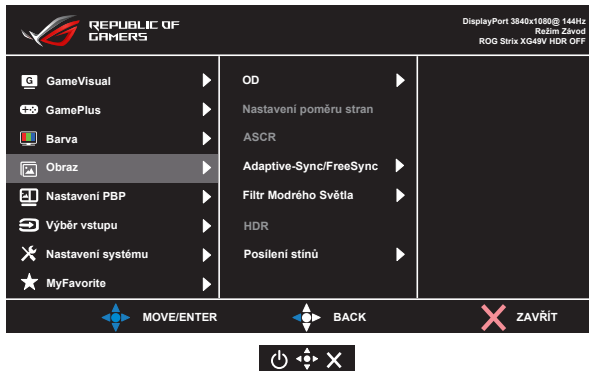 REPUBLIC OF
GAMERS
DisplayPort 3840x1080@ 144Hz
Režim Závod
ROG Strix XG49V HDR OFF
G GameVisual
GamePlus
Barva
Obraz
Nastavení PBP
Výběr vstupu
Nastavení systému
MyFavorite
OD
Nastavení poměru stran
ASCR
Adaptive-Sync/FreeSync
Filtr Modrého Světla
HDR
Posílení stínů
MOVE/ENTER
BACK
ZAVŘÍT